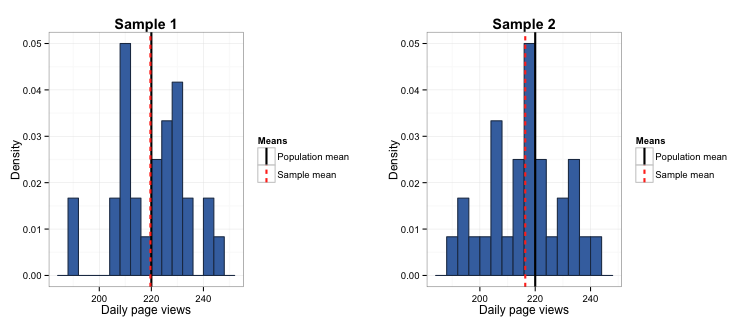 Sample 1
0.05
0.04
0.03
0.02
0.01
0.00
Density
200 220 240
Daily page views
Means
Population mean
Sample mean
Sample 2
0.05
0.04
0.03
0.02
0.01
0.00
Density
200 220 240
Daily page views
Means
Population mean
Sample mean